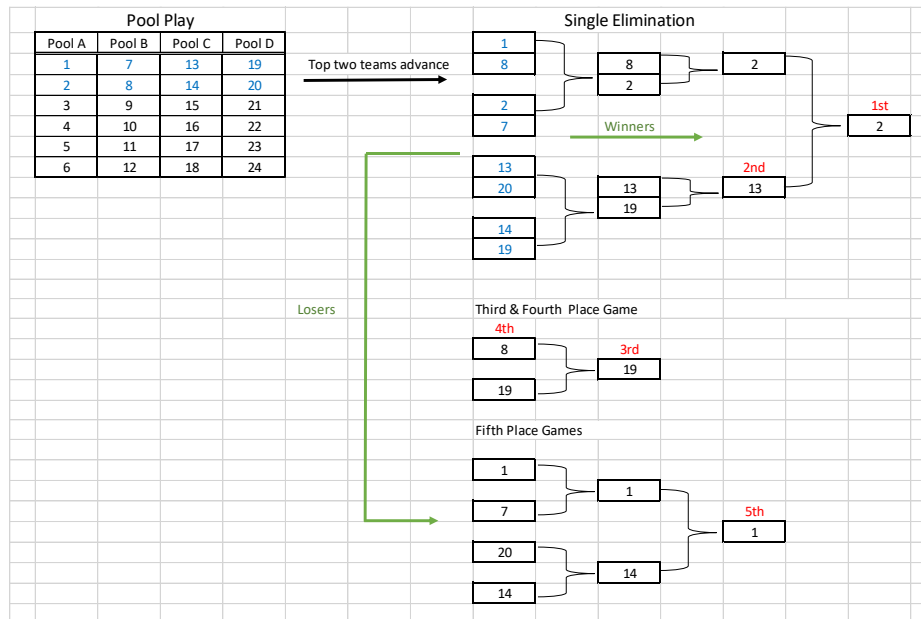 Pool Play
Pool A Pool B Pool C Pool D
1 7 13 19
2 8 14 20
3 9 15 21
4 10 16 22
5 11 17 23
6 12 18 24
Top two teams advance
Single Elimination
1
8
2
7
13
20
14
19
8
2
13
19
Winners
2
2nd
13
1st
2
Losers
Third & Fourth Place Game
4th
8
19
3rd
19
Fifth Place Games
1
7
20
14
1
14
5th
1